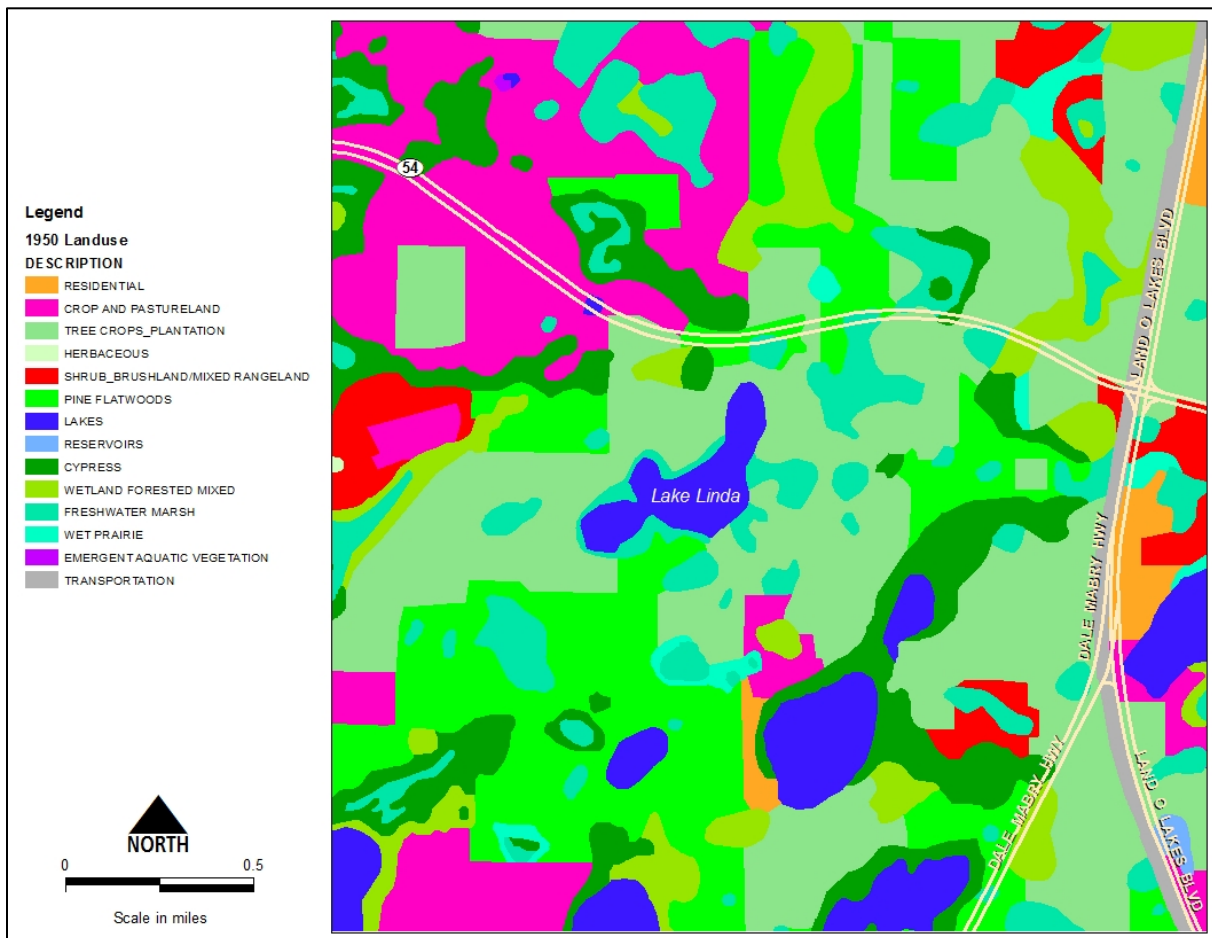 54
LAND O LAKES BLVD
Legend
1950 Landuse
DESCRIPTION
RESIDENTIAL
CROP AND PASTURELAND
TREE CROPS_PLANTATION
HERBACEOUS
SHRUB_BRUSHLAND/MIXED RANGELAND
PINE FLATWOODS
LAKES
RESERVOIRS
CYPRESS
WETLAND FORESTED MIXED
FRESHWATER MARSH
WET PRAIRIE
EMERGENT AQUATIC VEGETATION
TRANSPORTATION
Lake Linda
DALE MABRY HWY
DALE MABRY HWY
LAND O LAKES BLVD
NORTH
0 0.5
Scale in miles